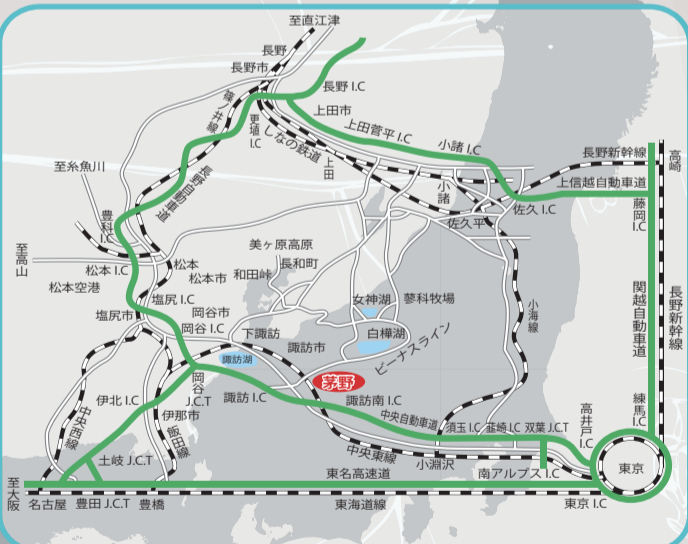 至直江津
長野
長野市
長野 I.C
篠ノ井線
更埴 I.C
上田市
上田菅平 I.C
小諸 I.C
長野新幹線
高崎
しなの鉄道
上田
至糸魚川
長野自動車道
小諸
上信越自動車道
佐久 I.C
藤岡 I.C
豊科 I.C
佐久平
至高山
美ヶ原高原
長和町
和田峠
松本
松本市
松本 I.C
松本空港
女神湖
蓼科牧場
小海線
関越自動車道
長野新幹線
塩尻 I.C
塩尻市
岡谷市
岡谷 I.C
下諏訪
諏訪市
白樺湖
ビーナスライン
諏訪湖
茅野
岡谷 J.C.T
諏訪 I.C
諏訪南 I.C
中央自動車道
練馬 I.C
高井戸 I.C
伊北 I.C
伊那市
中央西線
飯田線
須玉 I.C
韮崎 I.C
双葉 J.C.T
中央東線
小淵沢
南アルプス I.C
東京
土岐 J.C.T
東名高速道
至大阪
名古屋
豊田 J.C.T
豊橋
東海道線
東京 I.C